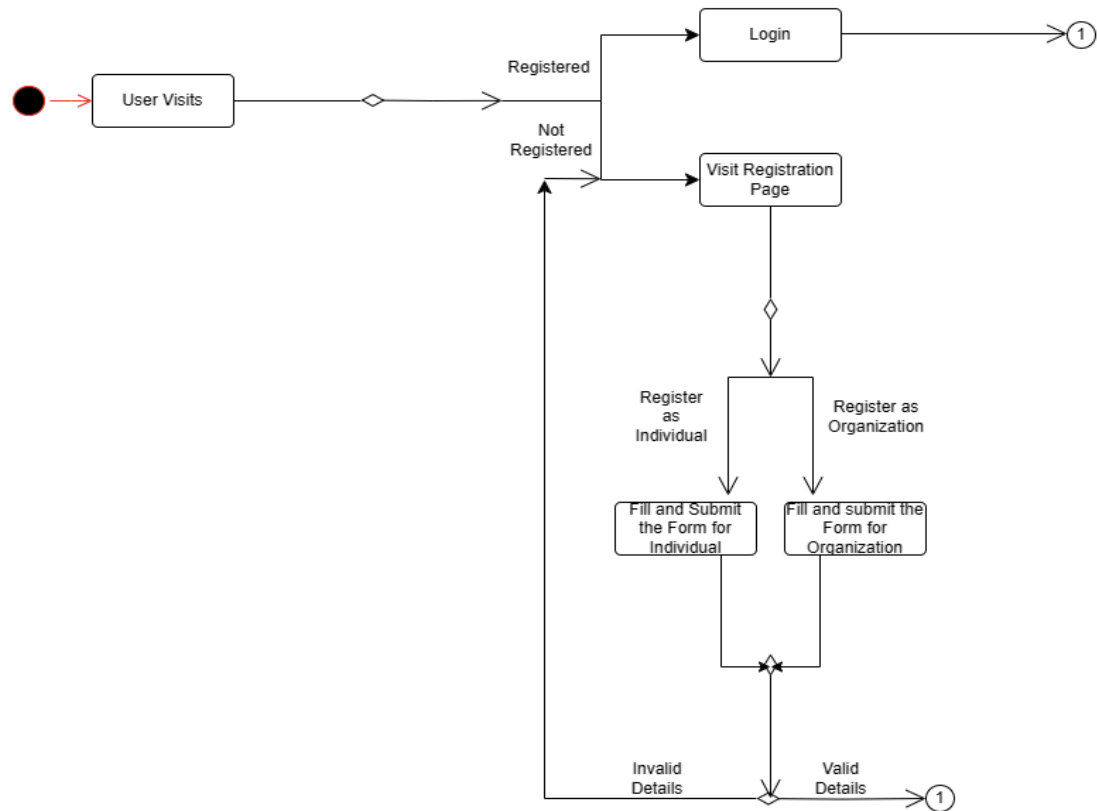 Login
1
Registered
User Visits
Not
Registered
Visit Registration
Page
Register
as
Individual
Register as
Organization
Fill and Submit
the Form for
Individual
Fill and submit the
Form for
Organization
Invalid
Details
Valid
Details
1